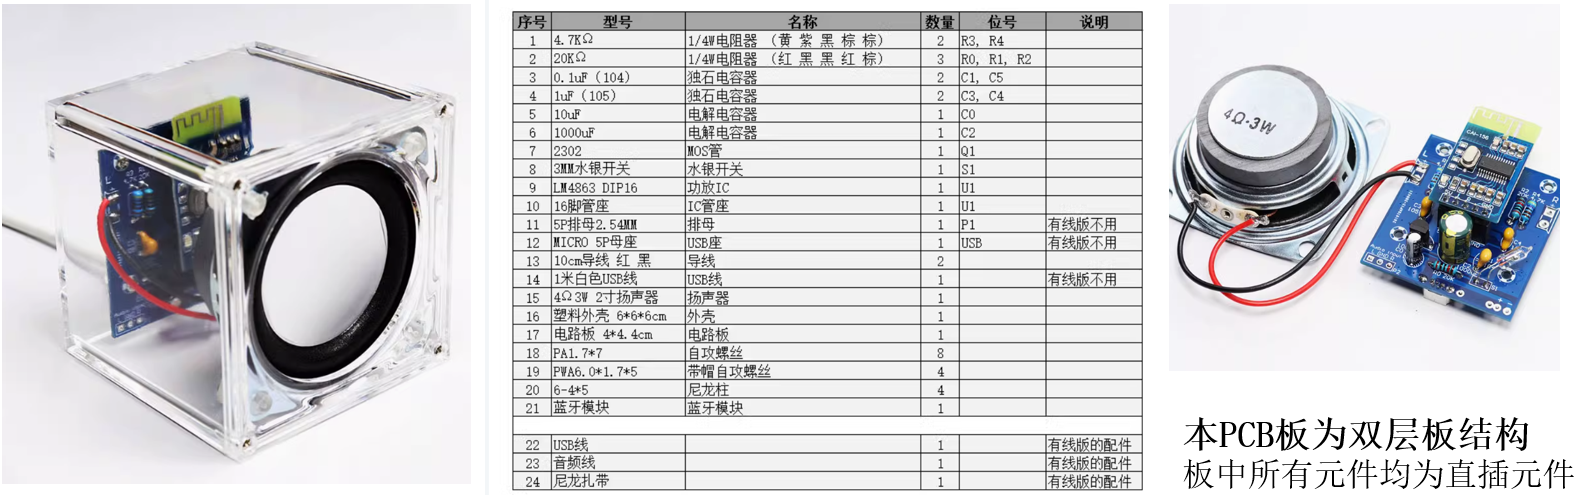 序号 型号 名称 数量 位号 说明
1 4.7KΩ 1/4W电阻器 （黄 紫 黑 棕 棕） 2 R3, R4
2 20KΩ 1/4W电阻器 （红 黑 黑 红 棕） 3 R0, R1, R2
3 0.1uF（104） 独石电容器 2 C1, C5
4 1uF（105） 独石电容器 2 C3, C4
5 10uF 电解电容器 1 C0
6 1000uF 电解电容器 1 C2
7 2302 MOS管 1 Q1
8 3MM水银开关 水银开关 1 S1
9 LM4863 DIP16 功放IC 1 U1
10 16脚管座 IC管座 1 U1
11 5P排母2.54MM 排母 1 P1 有线版不用
12 MICRO 5P母座 USB座 1 USB 有线版不用
13 10cm导线 红 黑 导线 2
14 1米白色USB线 USB线 1 有线版不用
15 4Ω3W 2寸扬声器 扬声器 1
16 塑料外壳 6*6*6cm 外壳 1
17 电路板 4*4.4cm 电路板 1
18 PA1.7*7 自攻螺丝 8
19 PWA6.0*1.7*5 带帽自攻螺丝 4
20 6-4*5 尼龙柱 4
21 蓝牙模块 蓝牙模块 1
22 USB线 1 有线版的配件
23 音频线 1 有线版的配件
24 尼龙扎带 1 有线版的配件
4Ω-3W
CAI-156
本PCB板为双层板结构
板中所有元件均为直插元件